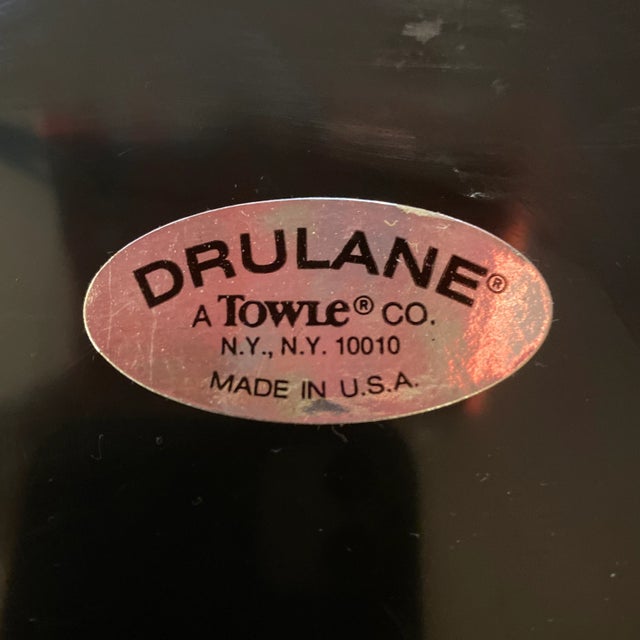 DRULANE®
A TOWLE® CO.
N.Y., N.Y. 10010
MADE IN U.S.A.